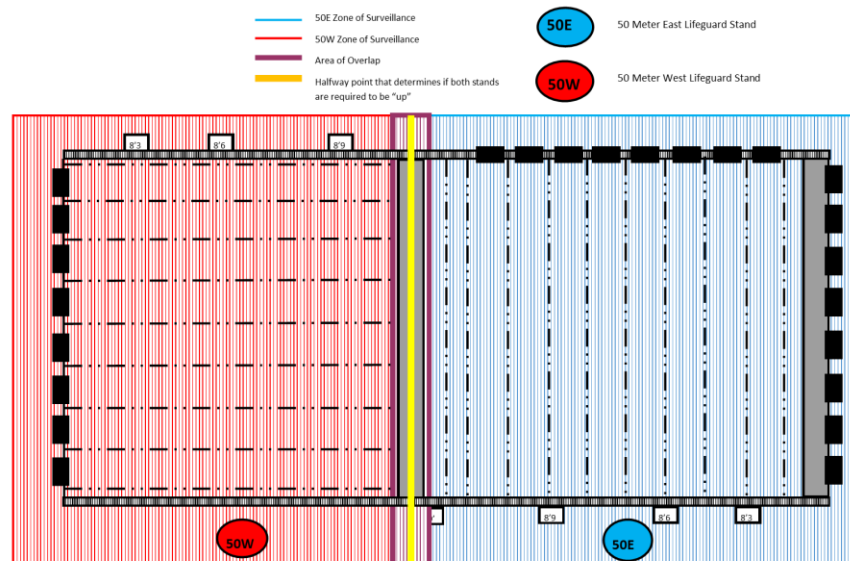 50E Zone of Surveillance
50W Zone of Surveillance
Area of Overlap
Halfway point that determines if both stands
are required to be "up"
50E
50 Meter East Lifeguard Stand
50W
50 Meter West Lifeguard Stand
8'3
8'6
8'9
8'9
8'6
8'3
50W
50E